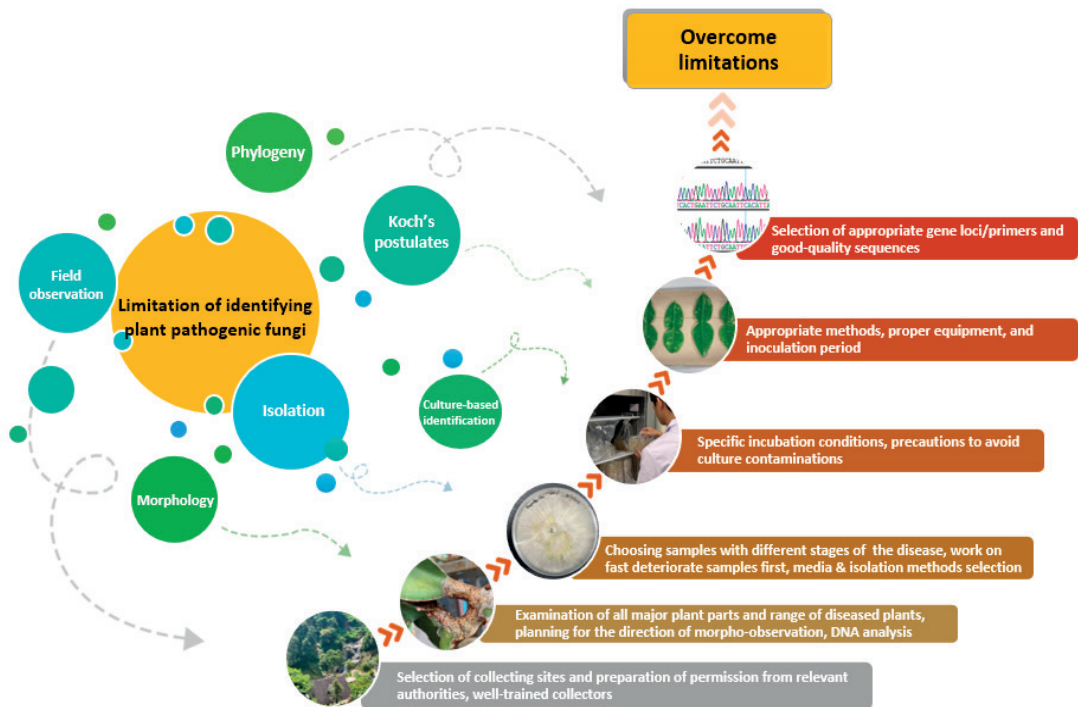 Overcome
limitations
Phylogeny
Koch's
postulates
Field
observation
Limitation of identifying
plant pathogenic fungi
Isolation
Culture-based
identification
Morphology
CACTGAATTCTGCAATTCACATTA
Selection of appropriate gene loci/primers and
good-quality sequences
Appropriate methods, proper equipment, and
inoculation period
Specific incubation conditions, precautions to avoid
culture contaminations
Choosing samples with different stages of the disease, work on
fast deteriorate samples first, media & isolation methods selection
Examination of all major plant parts and range of diseased plants,
planning for the direction of morpho-observation, DNA analysis
Selection of collecting sites and preparation of permission from relevant
authorities, well-trained collectors